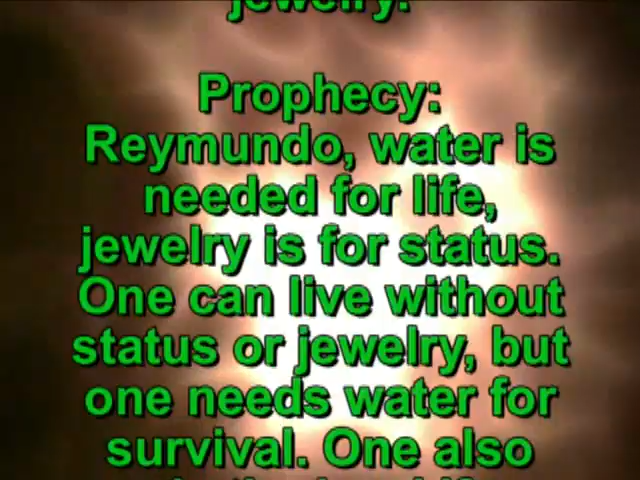 jewelry.
Prophecy:
Reymundo, water is
needed for life,
jewelry is for status.
One can live without
status or jewelry, but
one needs water for
survival. One also